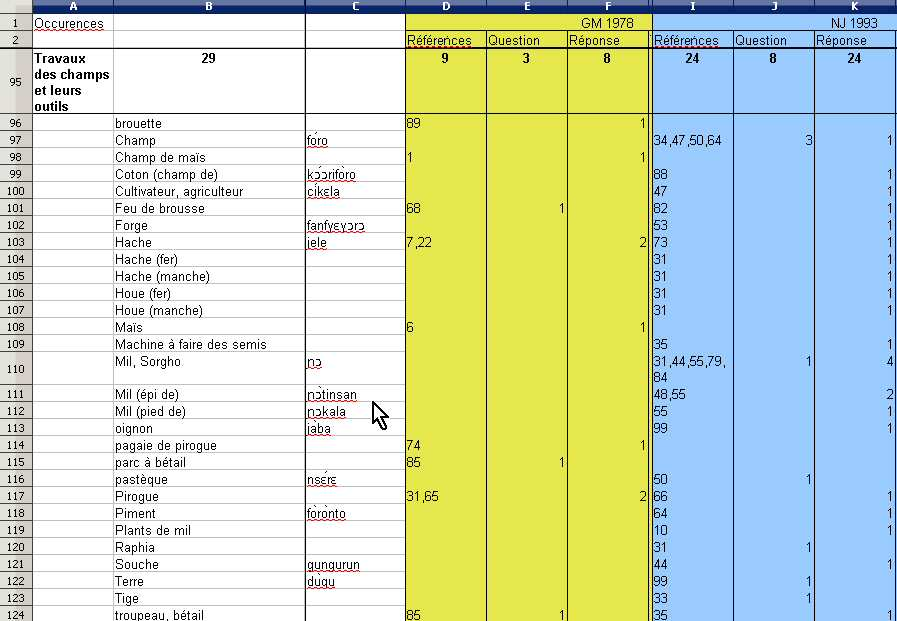 A B C D E F I J K
1 Occurences GM 1978 NJ 1993
2 Références Question Réponse Références Question Réponse
95 Travaux des champs et leurs outils 29 9 3 8 24 8 24
96 brouette 89 1
97 Champ fóro 34,47,50,64 3 1
98 Champ de maïs 1 1
99 Coton (champ de) kɔ́ɔrifòro 88 1
100 Cultivateur, agriculteur cíkɛla 47 1
101 Feu de brousse 68 1 82 1
102 Forge fanfyɛyɔrɔ 53 1
103 Hache jele 7,22 2 73 1
104 Hache (fer) 31 1
105 Hache (manche) 31 1
106 Houe (fer) 31 1
107 Houe (manche) 31 1
108 Maïs 6 1
109 Machine à faire des semis 35 1
110 Mil, Sorgho nɔ 31,44,55,79, 1 4
84
111 Mil (épi de) nɔ̀tinsan 48,55 2
112 Mil (pied de) nɔkala 55 1
113 oignon jàba 99 1
114 pagaie de pirogue 74 1
115 parc à bétail 85 1
116 pastèque nsɛ́rɛ 50 1
117 Pirogue 31,65 2 66 1
118 Piment fòrònto 64 1
119 Plants de mil 10 1
120 Raphia 31 1
121 Souche gungurun 44 1
122 Terre dùgu 99 1
123 Tige 33 1
124 troupeau, bétail 85 1 35 1